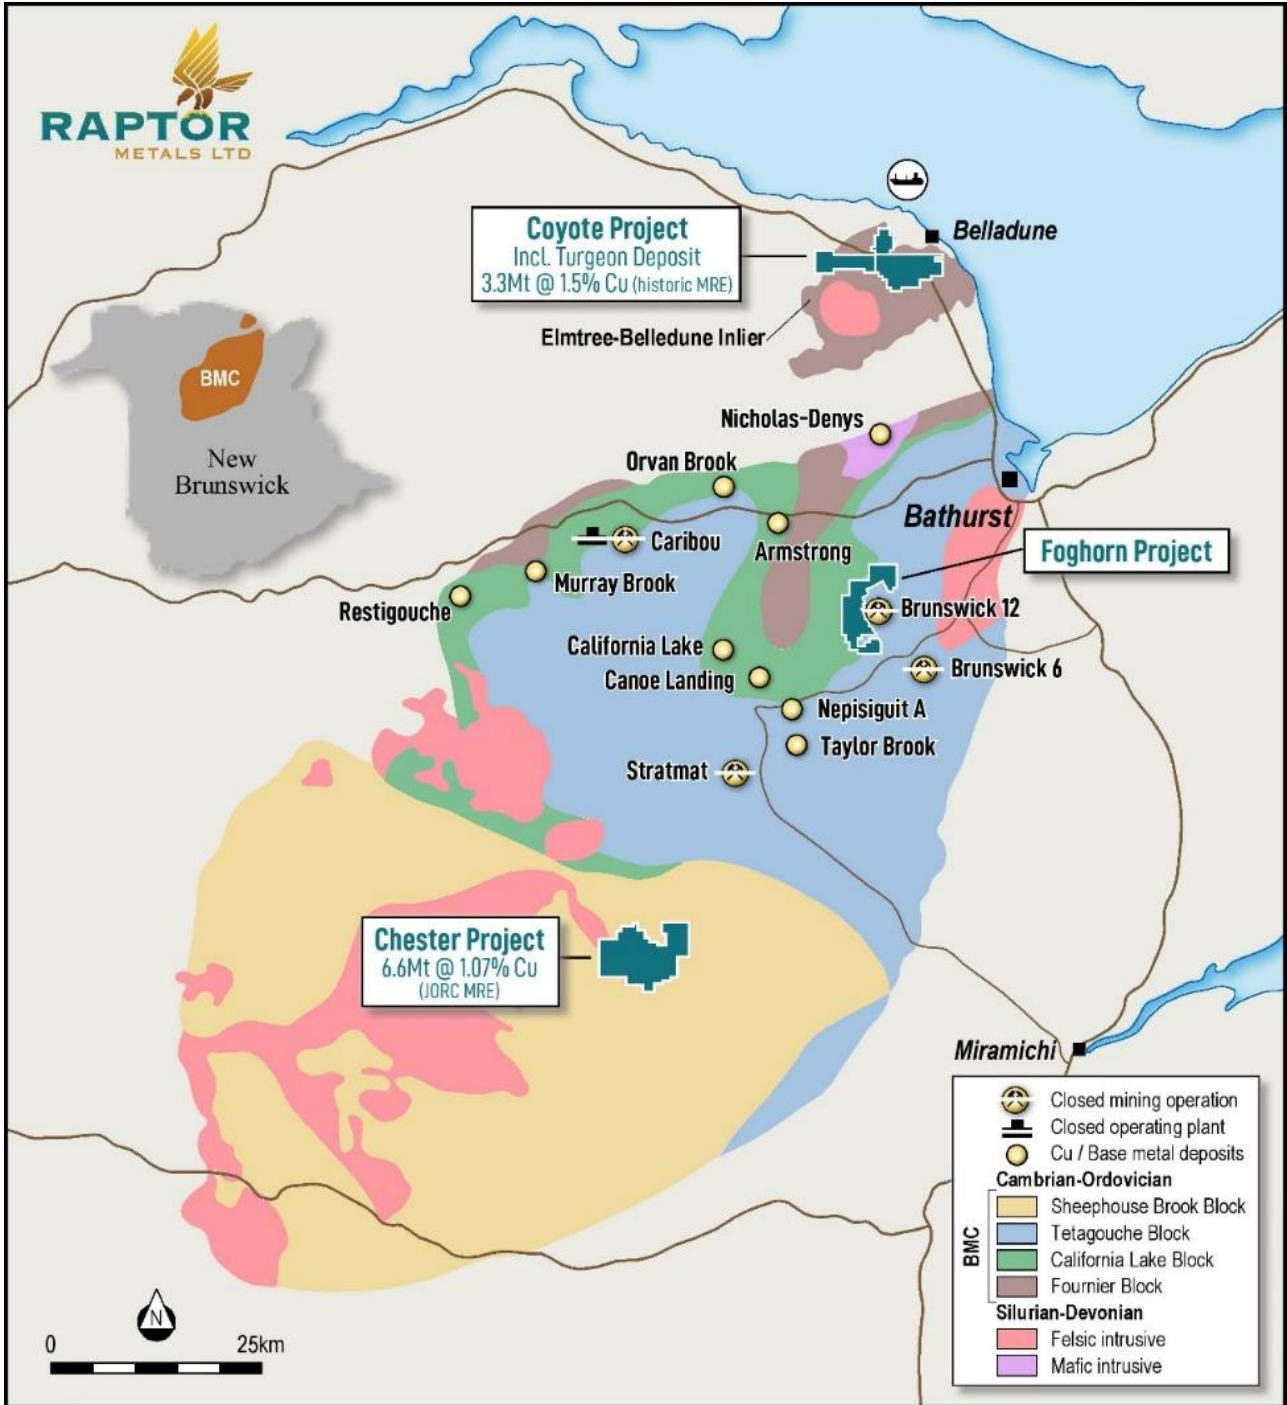 RAPTOR
METALS LTD
Coyote Project
Incl. Turgeon Deposit
3.3Mt @ 1.5% Cu (historic MRE)
Belladune
Elmtree-Belledune Inlier
BMC
New
Brunswick
Nicholas-Denys
Orvan Brook
Bathurst
Caribou
Armstrong
Foghorn Project
Murray Brook
Restigouche
Brunswick 12
California Lake
Canoe Landing
Brunswick 6
Nepisiguit A
Taylor Brook
Stratmat
Chester Project
6.6Mt @ 1.07% Cu
(JORC MRE)
Miramichi
Closed mining operation
Closed operating plant
Cu / Base metal deposits
Cambrian-Ordovician
BMC
Sheephouse Brook Block
Tetagouche Block
California Lake Block
Fournier Block
Silurian-Devonian
Felsic intrusive
Mafic intrusive
N
0 25km